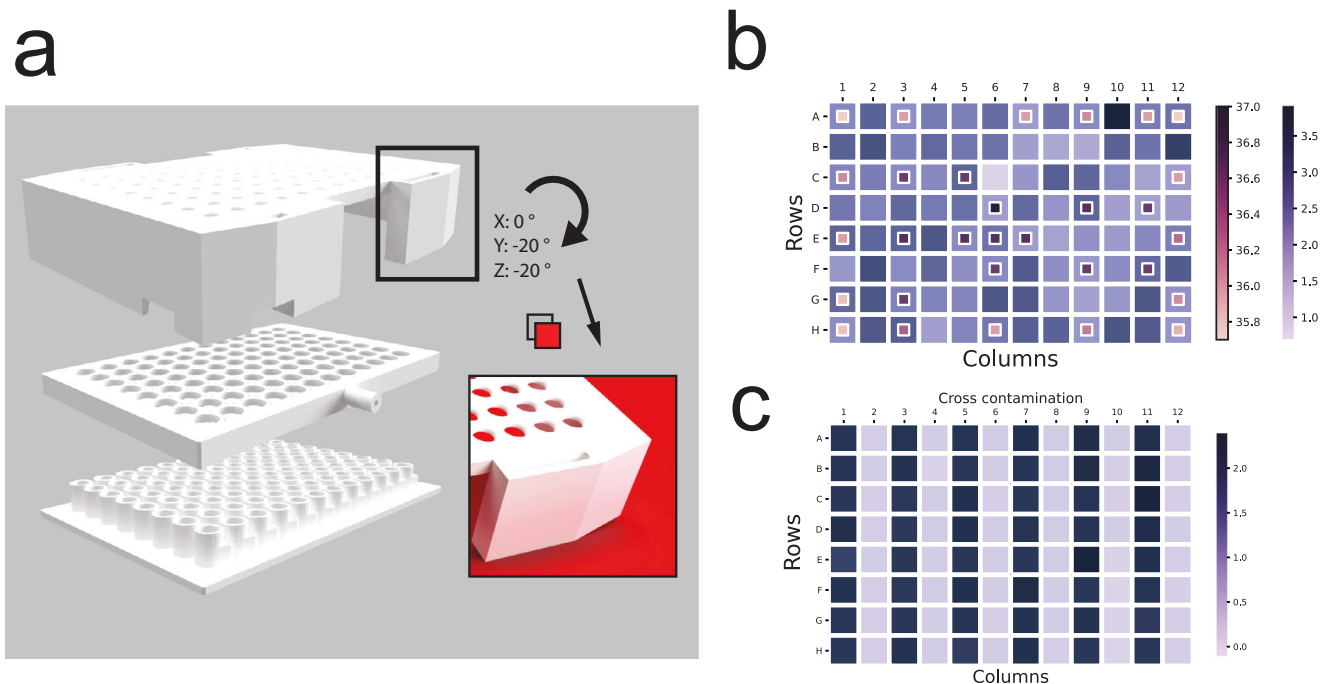 a
X: 0 °
Y: -20 °
Z: -20 °
b
1 2 3 4 5 6 7 8 9 10 11 12
A
B
C
D
E
F
G
H
Rows
Columns
37.0
36.8
36.6
36.4
36.2
36.0
35.8
3.5
3.0
2.5
2.0
1.5
1.0
c
Cross contamination
1 2 3 4 5 6 7 8 9 10 11 12
A
B
C
D
E
F
G
H
Rows
Columns
2.0
1.5
1.0
0.5
0.0